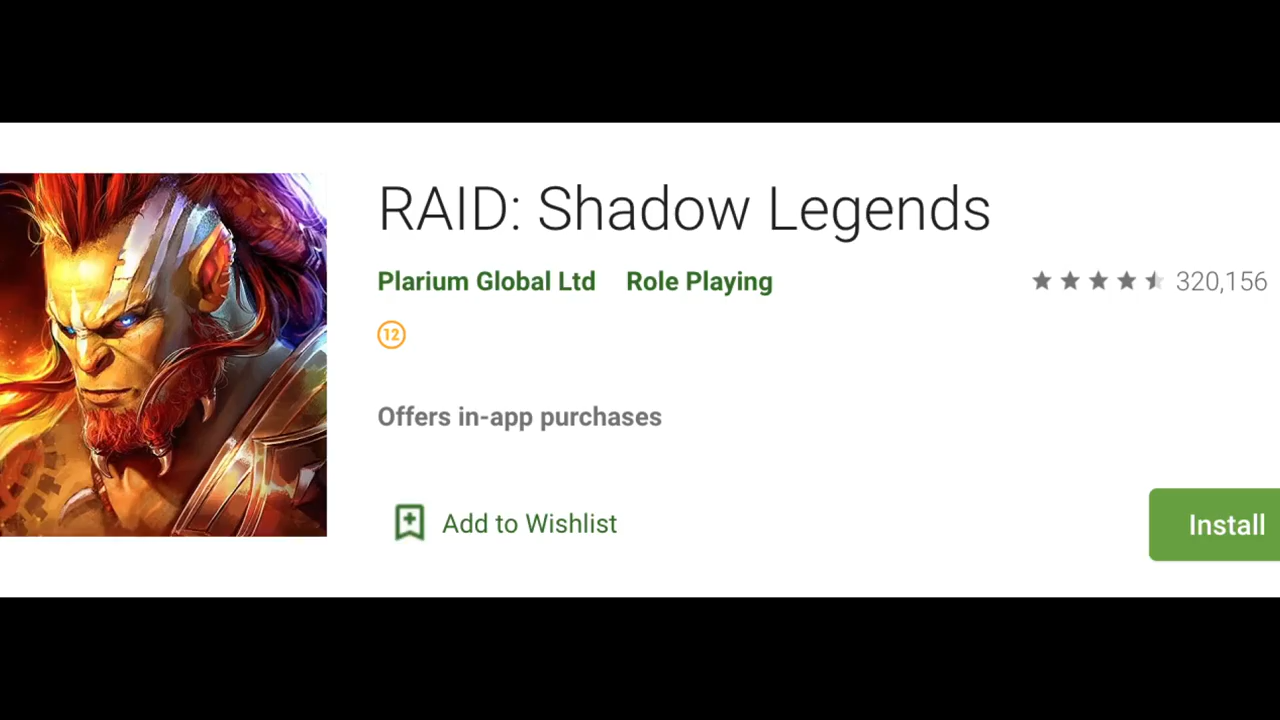 RAID: Shadow Legends
Plarium Global Ltd Role Playing 320,156
12
Offers in-app purchases
Add to Wishlist Install